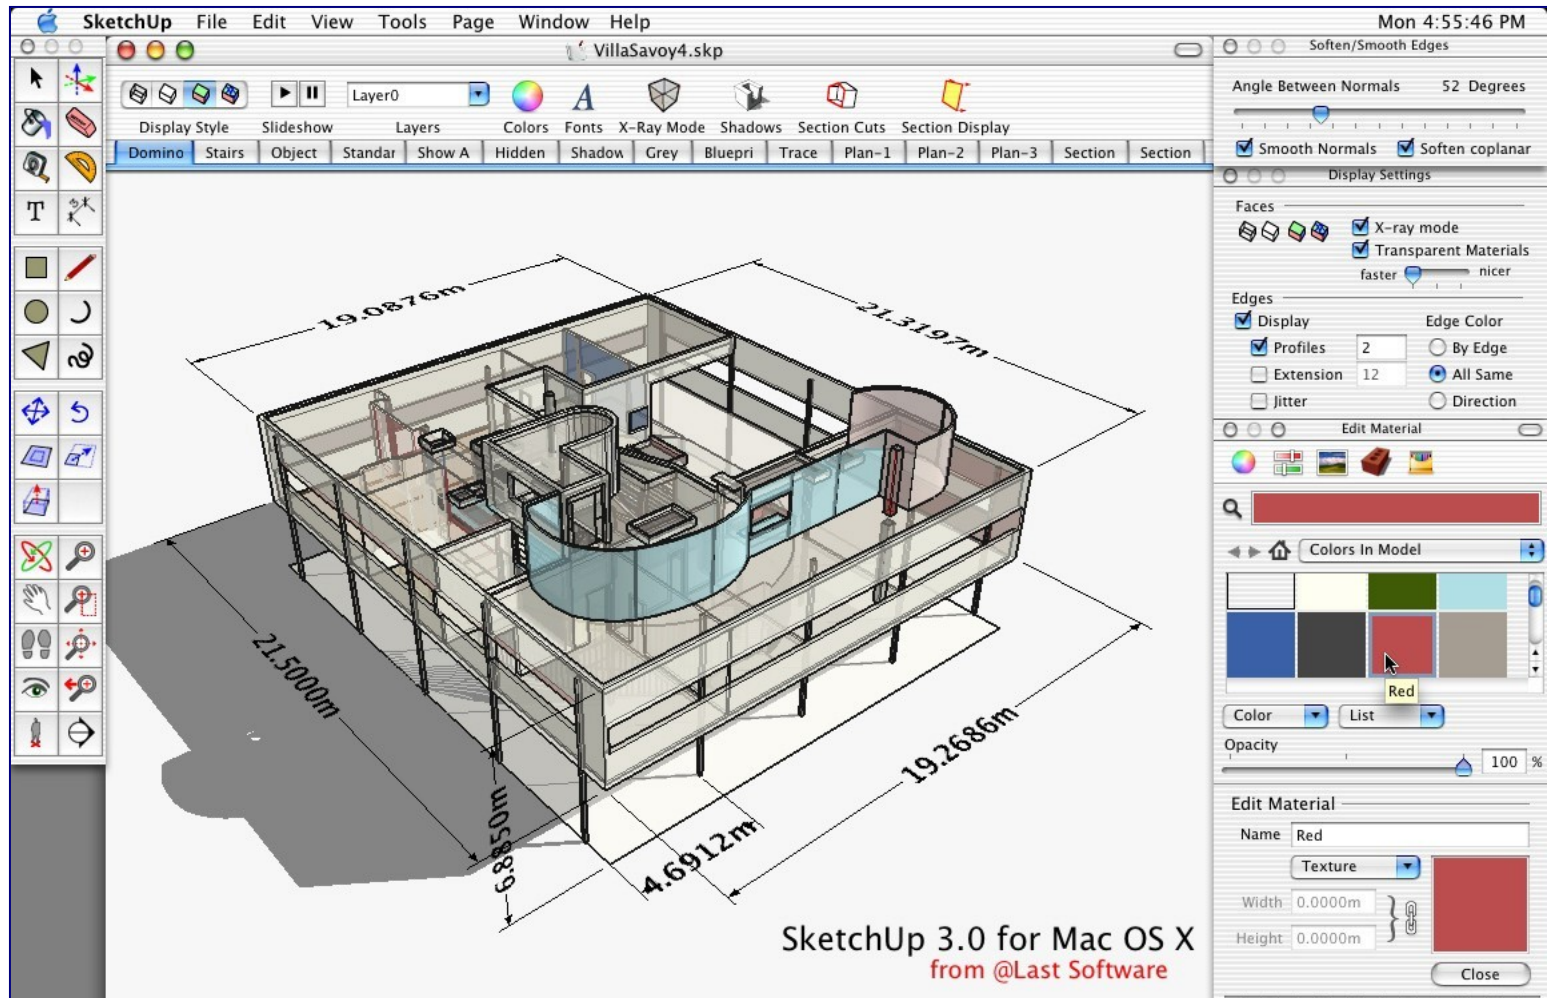 SketchUp File Edit View Tools Page Window Help Mon 4:55:46 PM
VillaSavoy4.skp
Layer0
Display Style Slideshow Layers Colors Fonts X-Ray Mode Shadows Section Cuts Section Display
Domino Stairs Object Standar Show A Hidden Shadow Grey Bluepri Trace Plan-1 Plan-2 Plan-3 Section Section
T
A
19.0876m
21.3197m
21.5000m
6.8850m
4.6912m
19.2686m
SketchUp 3.0 for Mac OS X
from @Last Software
Soften/Smooth Edges
Angle Between Normals 52 Degrees
Smooth Normals Soften coplanar
Display Settings
Faces
X-ray mode
Transparent Materials
faster nicer
Edges
Display Edge Color
Profiles 2 By Edge
Extension 12 All Same
Jitter Direction
Edit Material
Colors In Model
Red
Color List
Opacity
100 %
Edit Material
Name Red
Texture
Width 0.0000m
Height 0.0000m
Close